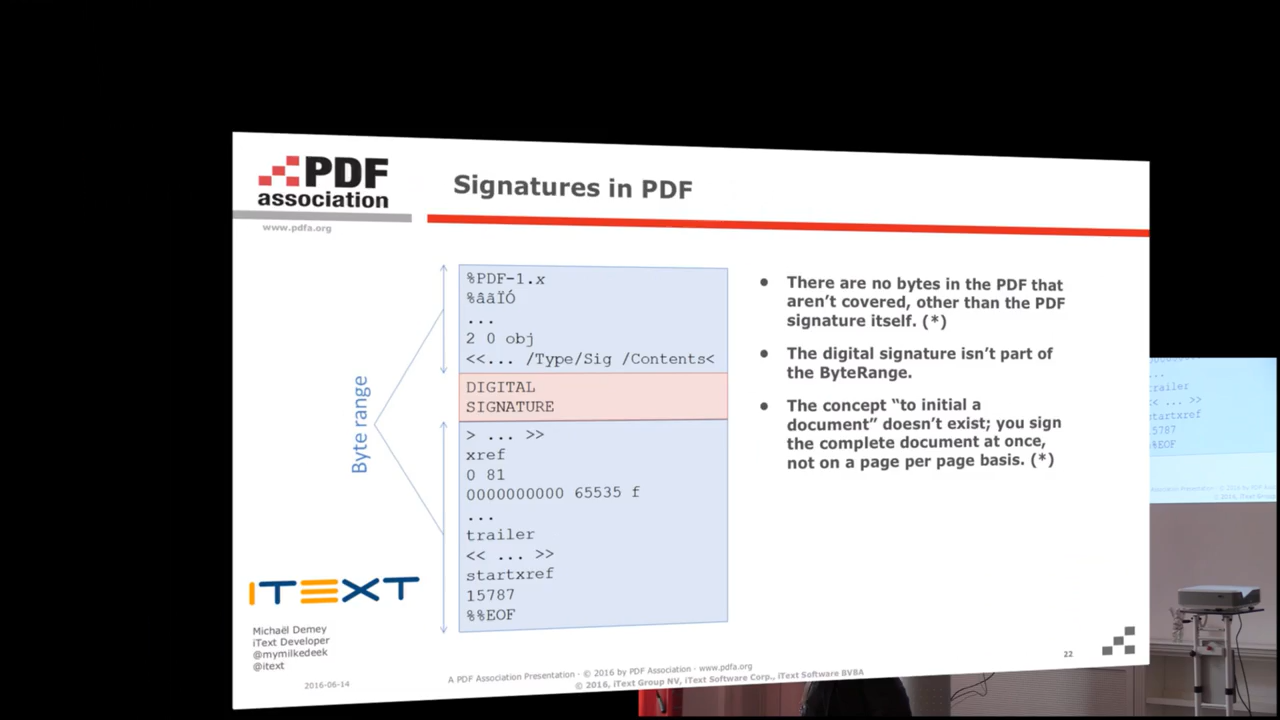 PDF
association
www.pdfa.org
Signatures in PDF
Byte range
%PDF-1.x
%âãÏÓ
...
2 0 obj
<<... /Type/Sig /Contents<
DIGITAL
SIGNATURE
> ... >>
xref
0 81
0000000000 65535 f
...
trailer
<< ... >>
startxref
15787
%%EOF
● There are no bytes in the PDF that
aren't covered, other than the PDF
signature itself. (*)
● The digital signature isn't part of
the ByteRange.
● The concept "to initial a
document" doesn't exist; you sign
the complete document at once,
not on a page per page basis. (*)
iTEXT
Michaël Demey
iText Developer
@mymilkedeek
@itext
2016-06-14
A PDF Association Presentation - © 2016 by PDF Association - www.pdfa.org
© 2016, iText Group NV, iText Software Corp., iText Software BVBA
22
...
trailer
< ... >>
startxref
15787
%EOF